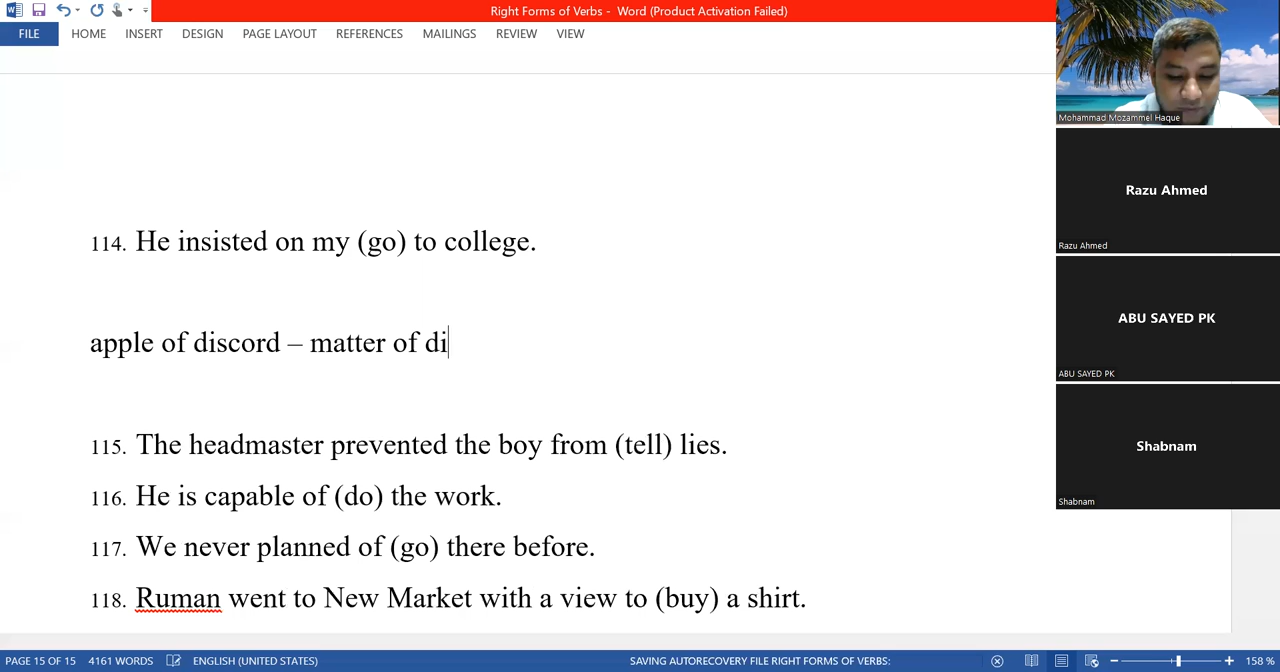 Right Forms of Verbs - Word (Product Activation Failed)
FILE HOME INSERT DESIGN PAGE LAYOUT REFERENCES MAILINGS REVIEW VIEW
114. He insisted on my (go) to college.
apple of discord – matter of di
115. The headmaster prevented the boy from (tell) lies.
116. He is capable of (do) the work.
117. We never planned of (go) there before.
118. Ruman went to New Market with a view to (buy) a shirt.
Mohammad Mozammel Haque
Razu Ahmed
Razu Ahmed
ABU SAYED PK
ABU SAYED PK
Shabnam
Shabnam
PAGE 15 OF 15 4161 WORDS ENGLISH (UNITED STATES) SAVING AUTORECOVERY FILE RIGHT FORMS OF VERBS: 158 %